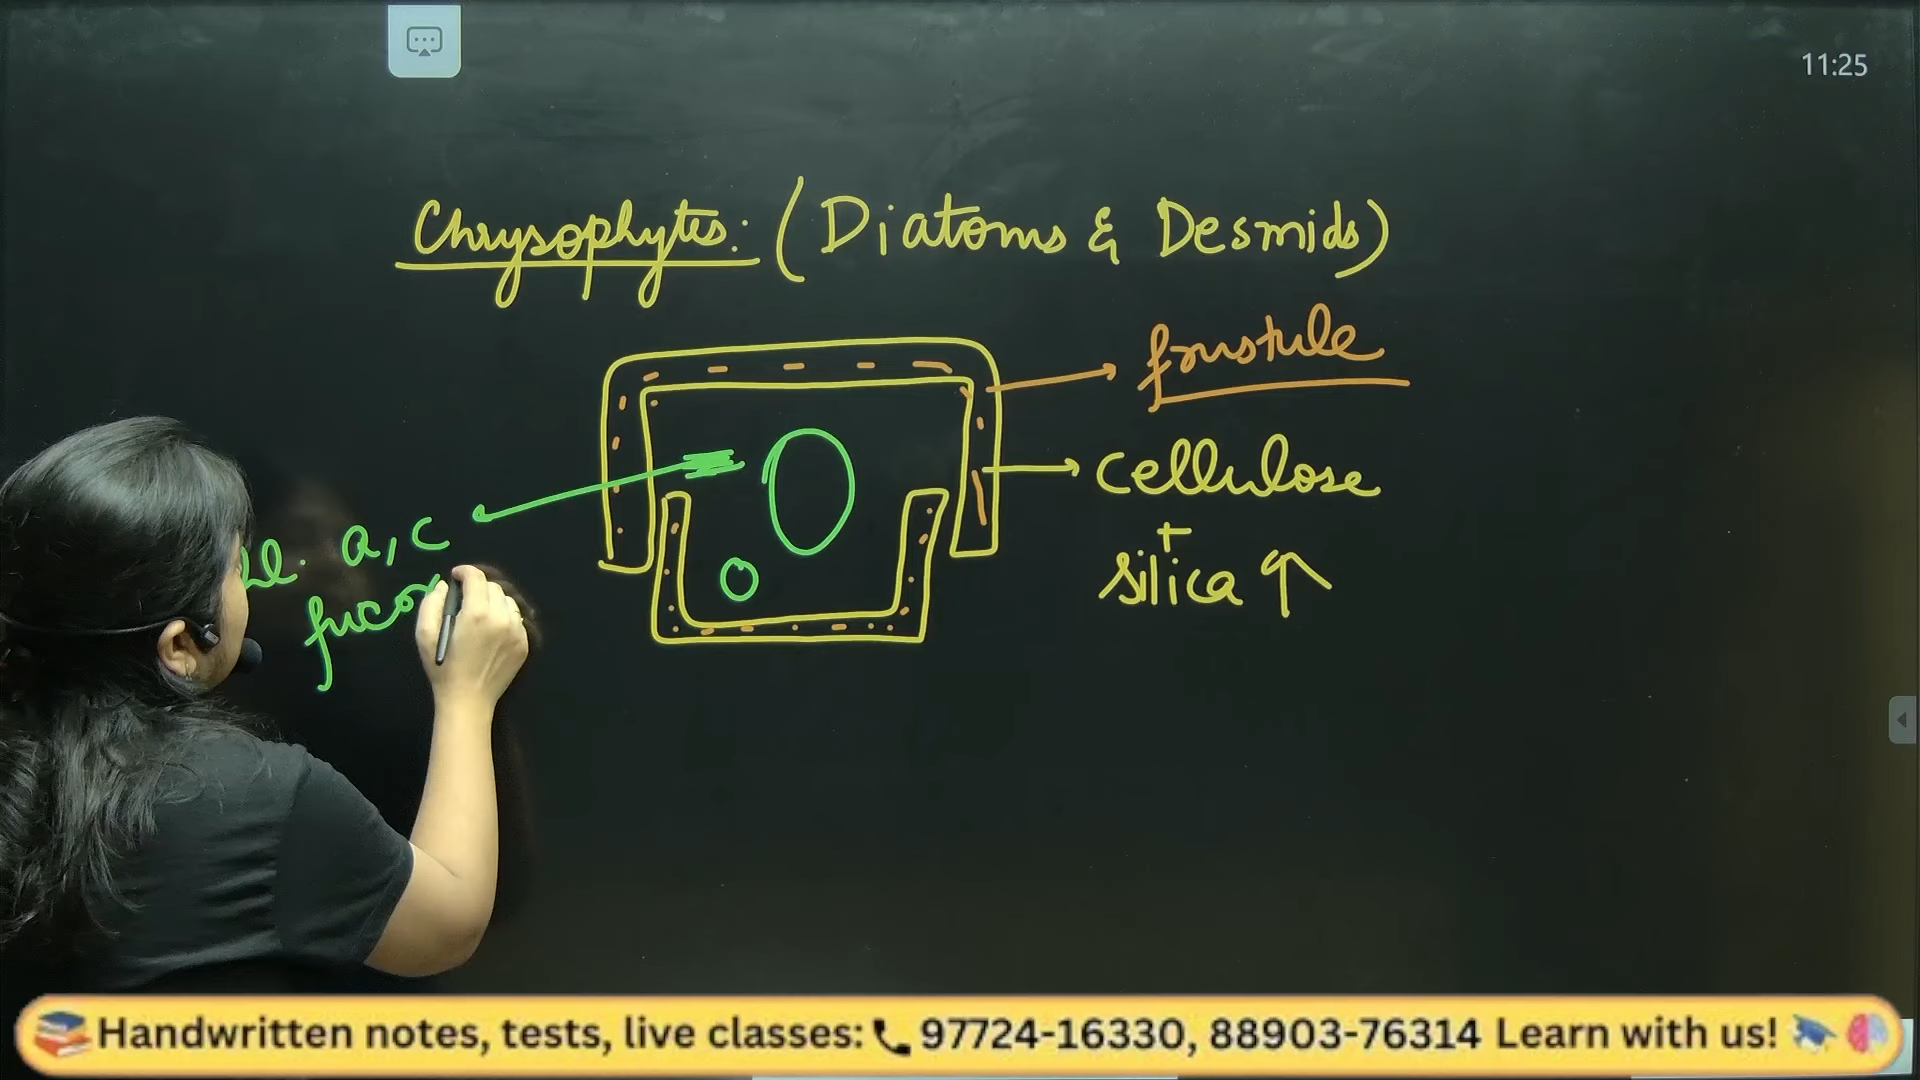 11:25
Chrysophytes: (Diatoms & Desmids)
frustule
cellulose
+
silica ↑
a, c
Handwritten notes, tests, live classes: 97724-16330, 88903-76314 Learn with us!